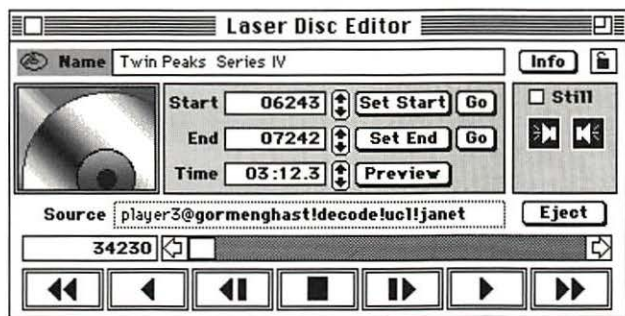 Laser Disc Editor
Name Twin Peaks Series IV Info
Start 06243 Set Start Go
Still
End 07242 Set End Go
Time 03:12.3 Preview
Source player3@gormenghast!decode!ucl!janet Eject
34230